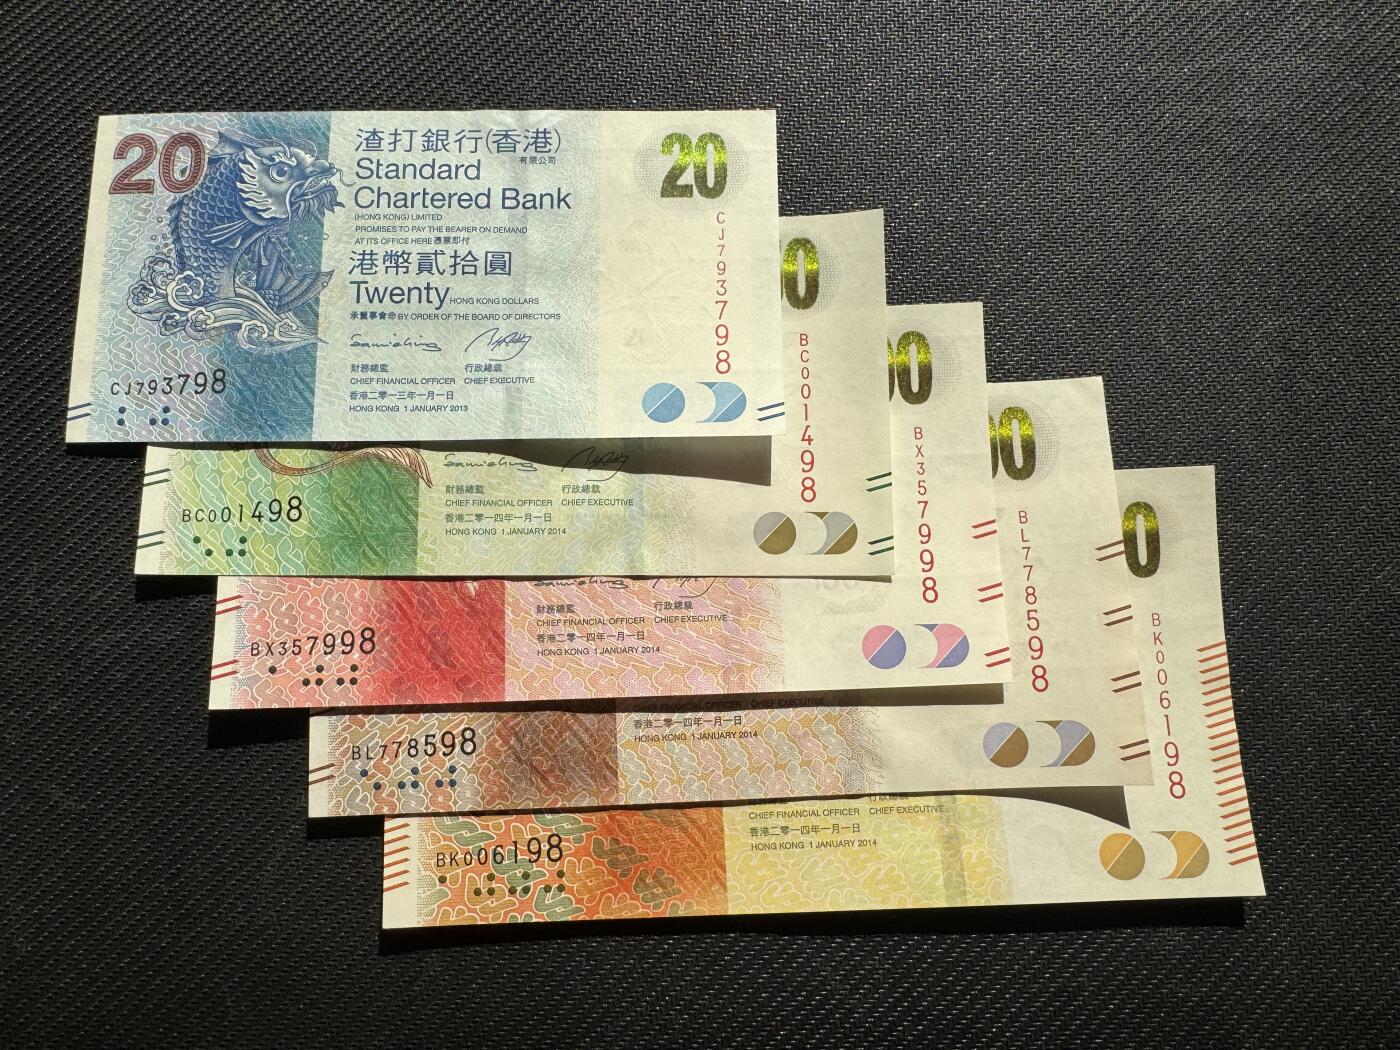 20
渣打銀行(香港)
有限公司
Standard
Chartered Bank
(HONG KONG) LIMITED
PROMISES TO PAY THE BEARER ON DEMAND
AT ITS OFFICE HERE 憑票即付
港幣貳拾圓
Twenty HONG KONG DOLLARS
承董事會命 BY ORDER OF THE BOARD OF DIRECTORS
財務總監 行政總裁
CHIEF FINANCIAL OFFICER CHIEF EXECUTIVE
香港二零一三年一月一日
HONG KONG 1 JANUARY 2013
CJ793798
20
CJ793798
0
BC001498
財務總監 行政總裁
CHIEF FINANCIAL OFFICER CHIEF EXECUTIVE
香港二零一四年一月一日
HONG KONG 1 JANUARY 2014
BC001498
00
BX357998
財務總監 行政總裁
CHIEF FINANCIAL OFFICER CHIEF EXECUTIVE
香港二零一四年一月一日
HONG KONG 1 JANUARY 2014
BX357998
00
BL778598
CHIEF FINANCIAL OFFICER CHIEF EXECUTIVE
香港二零一四年一月一日
HONG KONG 1 JANUARY 2014
BL778598
0
BK006198
CHIEF FINANCIAL OFFICER CHIEF EXECUTIVE
香港二零一四年一月一日
HONG KONG 1 JANUARY 2014
BK006198